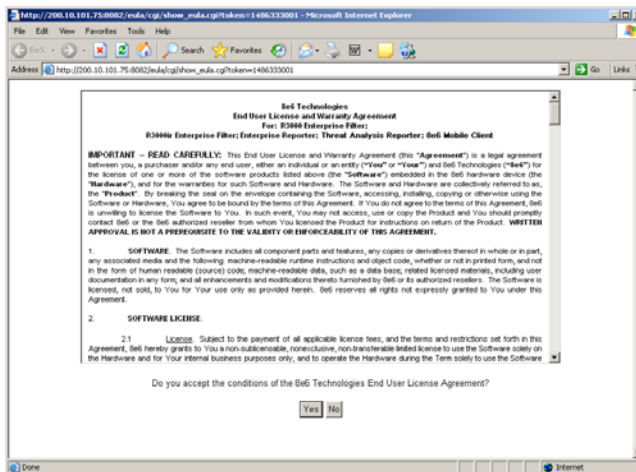 http://200.10.101.75:8082/eula/cgi/show_eula.cgi?token=1486333001 - Microsoft Internet Explorer
File Edit View Favorites Tools Help
Back Search Favorites
Address http://200.10.101.75:8082/eula/cgi/show_eula.cgi?token=1486333001 Go Links
8e6 Technologies
End User License and Warranty Agreement
For: R3000 Enterprise Filter;
R3000ir Enterprise Filter; Enterprise Reporter; Threat Analysis Reporter; 8e6 Mobile Client
IMPORTANT – READ CAREFULLY: This End User License and Warranty Agreement (this "Agreement") is a legal agreement
between you, a purchaser and/or any end user, either an individual or an entity ("You" or "Your") and 8e6 Technologies ("8e6") for
the license of one or more of the software products listed above (the "Software") embedded in the 8e6 hardware device (the
"Hardware"), and for the warranties for such Software and Hardware. The Software and Hardware are collectively referred to as,
the "Product". By breaking the seal on the envelope containing the Software, accessing, installing, copying or otherwise using the
Software or Hardware, You agree to be bound by the terms of this Agreement. If You do not agree to the terms of this Agreement, 8e6
is unwilling to license the Software to You. In such event, You may not access, use or copy the Product and You should promptly
contact 8e6 or the 8e6 authorized reseller from whom You licensed the Product for instructions on return of the Product. WRITTEN
APPROVAL IS NOT A PREREQUISITE TO THE VALIDITY OR ENFORCEABILITY OF THIS AGREEMENT.
1. SOFTWARE. The Software includes all component parts and features, any copies or derivatives thereof in whole or in part,
any associated media and the following: machine-readable runtime instructions and object code, whether or not in printed form, and not
in the form of human readable (source) code; machine-readable data, such as a data base; related licensed materials, including user
documentation in any form; and all enhancements and modifications thereto furnished by 8e6 or its authorized resellers. The Software is
licensed, not sold, to You for Your use only as provided herein. 8e6 reserves all rights not expressly granted to You under this
Agreement.
2. SOFTWARE LICENSE.
2.1 License. Subject to the payment of all applicable license fees, and the terms and restrictions set forth in this
Agreement, 8e6 hereby grants to You a non-sublicensable, nonexclusive, non-transferable limited license to use the Software solely on
the Hardware and for Your internal business purposes only, and to operate the Hardware during the Term solely to use the Software
Do you accept the conditions of the 8e6 Technologies End User License Agreement?
Yes No
Done Internet